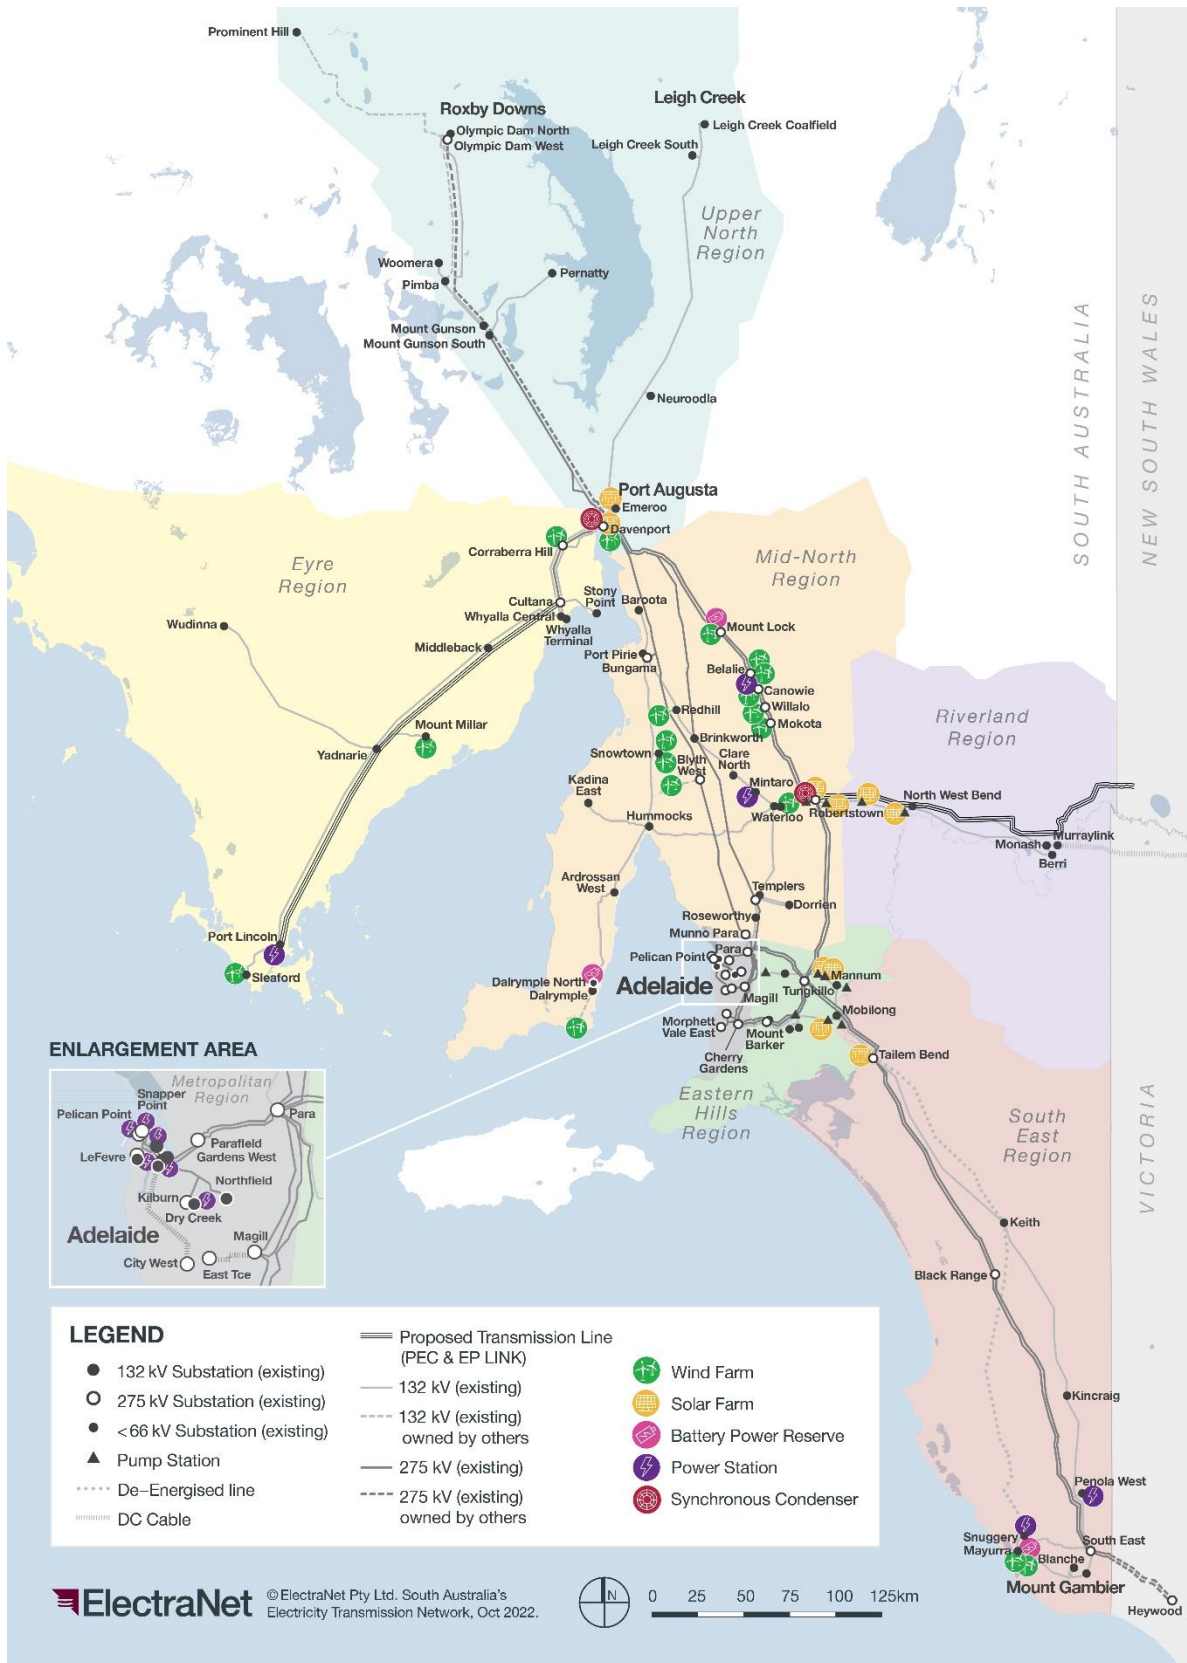 Prominent Hill
Roxby Downs
Olympic Dam North
Olympic Dam West
Leigh Creek
Leigh Creek Coalfield
Leigh Creek South
Upper
North
Region
Woomera
Pimba
Pernatty
Mount Gunson
Mount Gunson South
Neuroodla
SOUTH AUSTRALIA
NEW SOUTH WALES
Port Augusta
Emeroo
Davenport
Corraberra Hill
Eyre
Region
Mid-North
Region
Cultana
Whyalla Central
Whyalla
Terminal
Stony
Point
Baroota
Wudinna
Middleback
Port Pirie
Bungama
Mount Lock
Belalie
Canowie
Willalo
Mokota
Redhill
Mount Millar
Yadnarie
Snowtown
Brinkworth
Blyth
West
Clare
North
Mintaro
Waterloo
Robertstown
Riverland
Region
North West Bend
Murraylink
Monash
Berri
Kadina
East
Hummocks
Ardrossan
West
Templers
Dorrien
Roseworthy
Munno Para
Para
Pelican Point
Port Lincoln
Sleaford
Dalrymple North
Dalrymple
Adelaide
Magill
Tungkillo
Mannum
Mobilong
Morphett
Vale East
Mount
Barker
Cherry
Gardens
Tailem Bend
Eastern
Hills
Region
South
East
Region
VICTORIA
Keith
Black Range
Kincraig
Penola West
Snuggery
Mayurra
South East
Blanche
Mount Gambier
Heywood
ENLARGEMENT AREA
Metropolitan
Region
Snapper
Point
Pelican Point
Para
LeFevre
Parafield
Gardens West
Northfield
Kilburn
Dry Creek
Adelaide
Magill
City West
East Tce
LEGEND
132 kV Substation (existing)
275 kV Substation (existing)
<66 kV Substation (existing)
Pump Station
De-Energised line
DC Cable
Proposed Transmission Line
(PEC & EP LINK)
132 kV (existing)
132 kV (existing)
owned by others
275 kV (existing)
275 kV (existing)
owned by others
Wind Farm
Solar Farm
Battery Power Reserve
Power Station
Synchronous Condenser
ElectraNet
© ElectraNet Pty Ltd. South Australia's
Electricity Transmission Network, Oct 2022.
N
0 25 50 75 100 125km